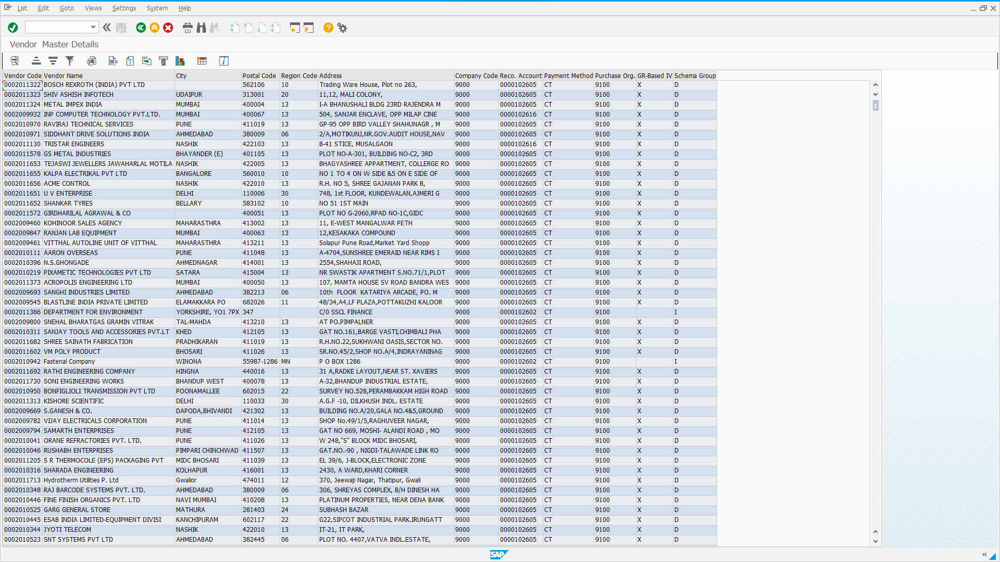 List Edit Goto Views Settings System Help
Vendor Master Details
Vendor Code Vendor Name City Postal Code Region Code Address Company Code Reco. Account Payment Method Purchase Org. GR-Based IV Schema Group
0002011322 BOSCH REXROTH (INDIA) PVT LTD 562106 10 Trading Ware House, Plot no 263, 9000 0000102605 CT 9100 X D
0002011323 SHIV ASHISH INFOTECH UDAIPUR 313001 20 11,12, MALI COLONY, 9000 0000102605 CT 9100 X D
0002011324 METAL IMPEX INDIA MUMBAI 400004 13 I-A BHANUSHALI BLDG 23RD RAJENDRA M 9000 0000102605 CT 9100 X D
0002009932 INP COMPUTER TECHNOLOGY PVT.LTD. MUMBAI 400067 13 504, SANJAR ENCLAVE, OPP MILAP CINE 9000 0000102616 CT 9100 X D
0002010970 RAVIRAJ TECHNICAL SERVICES PUNE 411019 13 GP-95 OPP BIRD VALLEY SHAHUNAGR , M 9000 0000102605 CT 9100 X D
0002010971 SIDDHANT DRIVE SOLUTIONS INDIA AHMEDABAD 380009 06 2/A,MOTIKUNJ,NR.GOV.AUDIT HOUSE,NAV 9000 0000102605 CT 9100 X D
0002011130 TRISTAR ENGINEERS NASHIK 422103 13 B-41 STICE, MUSALGAON 9000 0000102616 CT 9100 X D
0002011578 GS METAL INDUSTRIES BHAYANDER (E) 401105 13 PLOT NO-A-301, BUILDING NO-C2, 3RD 9000 0000102605 CT 9100 X D
0002011653 TEJASWI JEWELLERS JAWAHARLAL MOTILA NASHIK 422005 13 BHAGYASHREE APPARTMENT, COLLERGE RO 9000 0000102605 CT 9100 X D
0002011655 KALPA ELECTRIKAL PVT LTD BANGALORE 560010 10 NO 1 TO 4 ON W SIDE &5 ON E SIDE OF 9000 0000102605 CT 9100 X D
0002011656 ACME CONTROL NASHIK 422010 13 R.H. NO 5, SHREE GAJANAN PARK B, 9000 0000102605 CT 9100 X D
0002011651 U V ENTERPRISE DELHI 110006 30 748, 1st FLOOR, KUNDEWALAN,AJMERI G 9000 0000102605 CT 9100 X D
0002011652 SHANKAR TYRES BELLARY 583102 10 NO 51 1ST MAIN 9000 0000102605 CT 9100 X D
0002011572 GIRDHARILAL AGRAWAL & CO 400051 13 PLOT NO G-2060,RPAD NO-1C,GIDC 9000 0000102605 CT 9100 X D
0002009460 KOHINOOR SALES AGENCY MAHARASTHRA 413002 13 11, E-WEST MANGALWAR PETH 9000 0000102605 CT 9100 X D
0002009847 RANJAN LAB EQUIPMENT MUMBAI 400063 13 12,KESAKAKA COMPOUND 9000 0000102605 CT 9100 X D
0002009461 VITTHAL AUTOLINE UNIT OF VITTHAL MAHARASTHRA 413211 13 Solapur Pune Road,Market Yard Shopp 9000 0000102605 CT 9100 X D
0002010111 AARON OVERSEAS PUNE 411048 13 A-4704,SUNSHREE EMERAID NEAR RIMS I 9000 0000102605 CT 9100 X D
0002010396 N.S.GHONGADE AHMEDNAGAR 414001 13 2554,SHAHAJI ROAD, 9000 0000102605 CT 9100 X D
0002010219 PIXAMETIC TECHNOLOGIES PVT LTD SATARA 415004 13 NR SWASTIK APARTMENT S.NO.71/1,PLOT 9000 0000102605 CT 9100 X D
0002011373 ACROPOLIS ENGINEERING LTD MUMBAI 400050 13 107, MAMTA HOUSE SV ROAD BANDRA WES 9000 0000102605 CT 9100 X D
0002009693 SANGHI INDUSTRIES LIMITED AHMEDABAD 382213 06 10th FLOOR KATARIYA ARCADE, PO. M 9000 0000102605 CT 9100 X D
0002009545 BLASTLINE INDIA PRIVATE LIMITED ELAMAKKARA PO 682026 11 48/34,A4,LF PLAZA,POTTAKUZHI KALOOR 9000 0000102605 CT 9100 X D
0002011386 DEPARTMENT FOR ENVIRONMENT YORKSHIRE, YO1 7PX 347 C/0 SSCL FINANCE 9000 0000102602 CT 9100 I
0002009800 SNEHAL BHARATGAS GRAMIN VITRAK TAL-MAHDA 413210 13 AT PO.PIMPALNER 9000 0000102605 CT 9100 X D
0002010311 SANJAY TOOLS AND ACCESSORIES PVT.LT KHED 412105 13 GAT NO.161,BARGE VASTI,CHIMBALI PHA 9000 0000102605 CT 9100 X D
0002011682 SHREE SAINATH FABRICATION PRADHIKARAN 411019 13 R.H.NO.22,SUKHWANI OASIS,SECTOR NO. 9000 0000102605 CT 9100 X D
0002011602 VM POLY PRODUCT BHOSARI 411026 13 SR.NO.45/2,SHOP NO.A/4,INDRAYANINAG 9000 0000102605 CT 9100 X D
0002010942 Fastenal Company WINONA 55987-1286 MN P O BOX 1286 9000 0000102602 CT 9100 I
0002011692 RATHI ENGINEERING COMPANY HINGNA 440016 13 31 A,RADKE LAYOUT,NEAR ST. XAVIERS 9000 0000102605 CT 9100 X D
0002011730 SONI ENGINEERING WORKS BHANDUP WEST 400078 13 A-32,BHANDUP INDUSTRIAL ESTATE, 9000 0000102605 CT 9100 X D
0002010950 BONFIGLIOLI TRANSMISSION PVT LTD POONAMALLEE 602015 22 SURVEY NO.528,PERAMBAKKAM HIGH ROAD 9000 0000102605 CT 9100 X D
0002011313 KISHORE SCIENTIFIC DELHI 110033 30 A.G.F -10, DILKHUSH INDL. ESTATE 9000 0000102605 CT 9100 X D
0002009669 S.GANESH & CO. DAPODA,BHIVANDI 421302 13 BUILDING NO.A/20,GALA NO.4&5,GROUND 9000 0000102605 CT 9100 X D
0002009782 VIJAY ELECTRICALS CORPORATION PUNE 411014 13 SHOP No.49/1/5,RAGHUVEER NAGAR, 9000 0000102605 CT 9100 X D
0002009794 SAMARTH ENTERPRISES PUNE 412105 13 GAT NO 669, MOSHI- ALANDI ROAD , MO 9000 0000102605 CT 9100 X D
0002010041 ORANE REFRACTORIES PVT. LTD. PUNE 411026 13 W 248,"S" BLOCK MIDC BHOSARI, 9000 0000102605 CT 9100 X D
0002010046 RUSHABH ENTERPRISES PIMPARI CHINCHWAD 411507 13 GAT.NO.-90 , NIGDI-TALAWADE LINK RO 9000 0000102605 CT 9100 X D
0002011205 S R THERMOCOLE (EPS) PACKAGING PVT MIDC BHOSARI 411039 13 EL 39/6, J-BLOCK,ELECTRONIC ZONE 9000 0000102605 CT 9100 X D
0002010316 SHARADA ENGINEERING KOLHAPUR 416001 13 2430, A WARD,KHARI CORNER 9000 0000102605 CT 9100 X D
0002011713 Hydrotherm Utilities P. Ltd Gwalior 474011 12 370, Jeewaji Nagar, Thatipur, Gwali 9000 0000102605 CT 9100 X D
0002010348 RAJ BARCODE SYSTEMS PVT. LTD. AHMEDABAD 380009 06 306, SHREYAS COMPLEX, B/H DINESH HA 9000 0000102605 CT 9100 X D
0002010446 FINE FINISH ORGANICS PVT. LTD NAVI MUMBAI 410208 13 PLATINUM PROPERTIES, NEAR DENA BANK 9000 0000102605 CT 9100 X D
0002010525 GARG GENERAL STORE MATHURA 281403 24 SUBHASH BAZAR 9000 0000102605 CT 9100 X D
0002010445 ESAB INDIA LIMITED-EQUIPMENT DIVISI KANCHIPURAM 602117 22 G22,SIPCOT INDUSTRIAL PARK.IRUNGATT 9000 0000102605 CT 9100 X D
0002010344 JYOTI TELECOM NASHIK 422010 13 IT-21, IT PARK, 9000 0000102605 CT 9100 X D
0002010523 SNT SYSTEMS PVT LTD AHMEDABAD 382445 06 PLOT NO. 4407,VATVA INDL.ESTATE, 9000 0000102605 CT 9100 X D
SAP